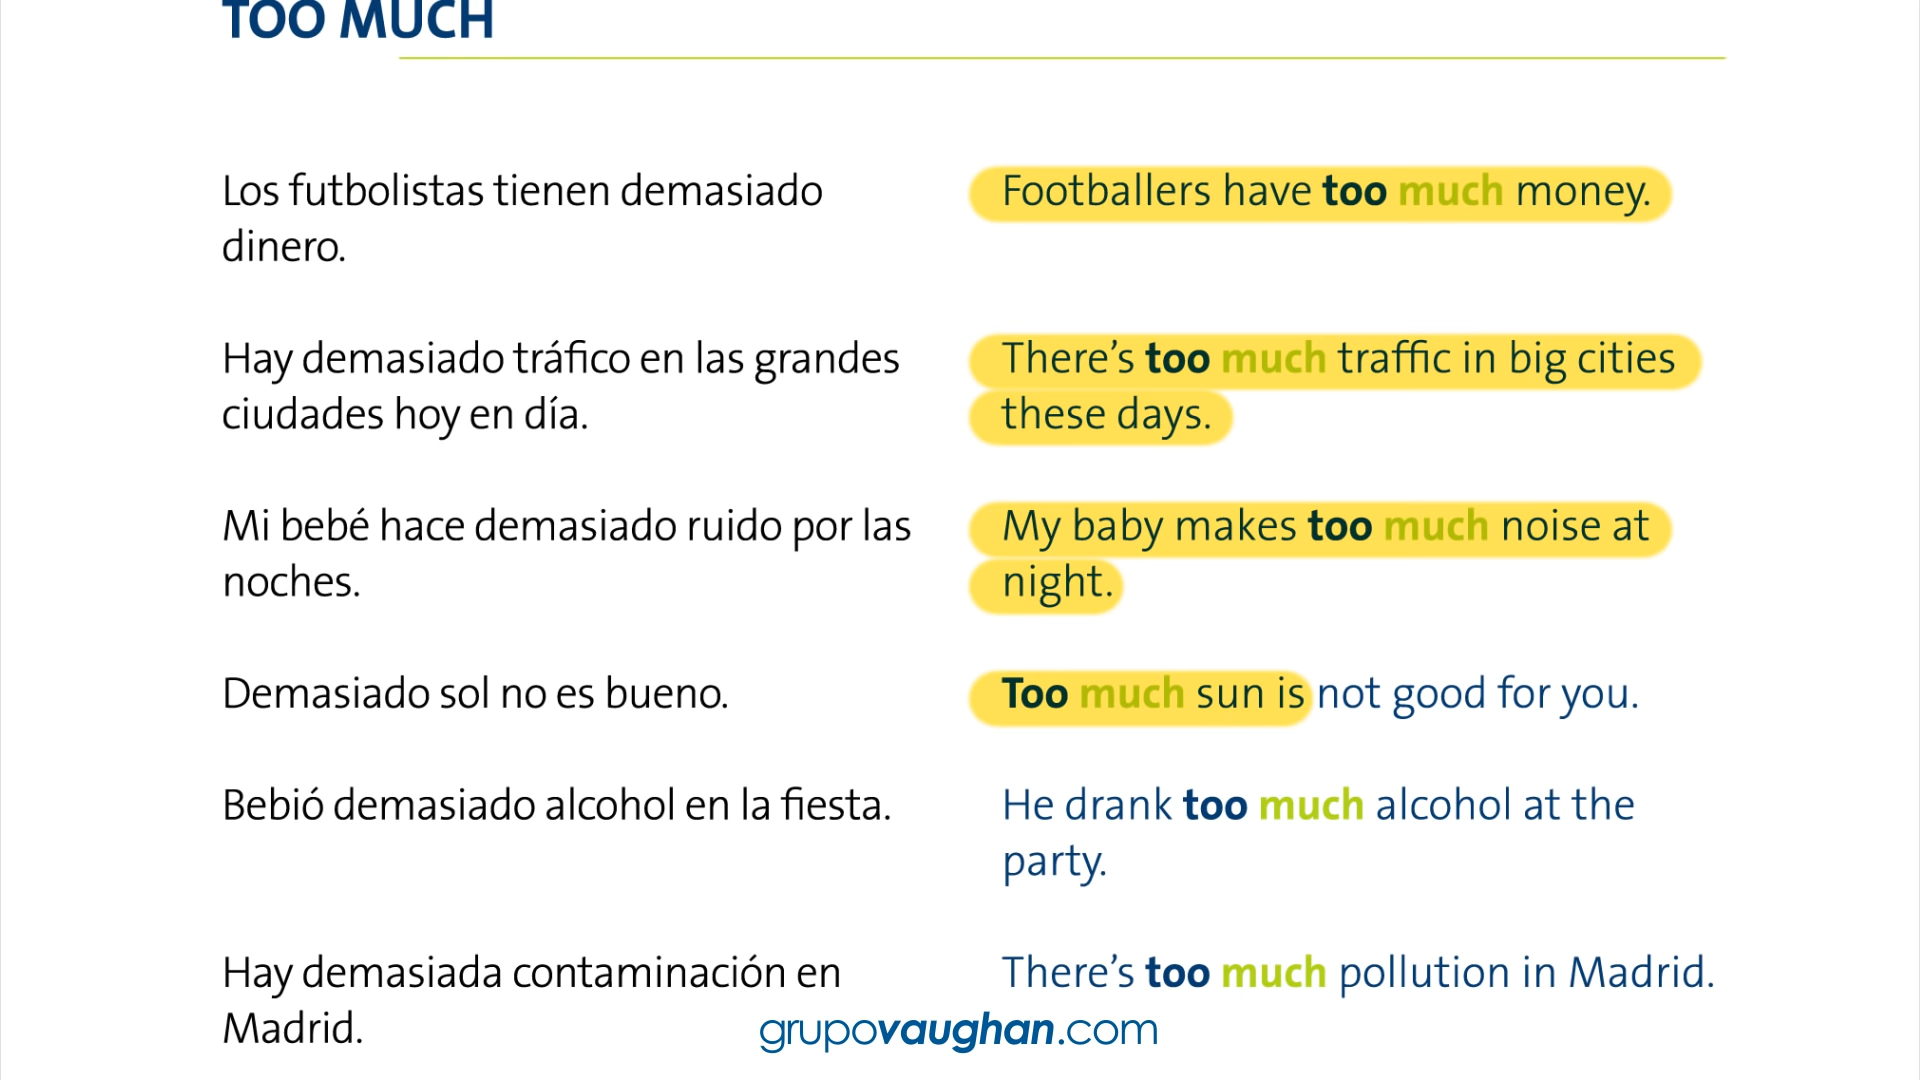 TOO MUCH
Los futbolistas tienen demasiado
dinero.
Footballers have too much money.
Hay demasiado tráfico en las grandes
ciudades hoy en día.
There’s too much traffic in big cities
these days.
Mi bebé hace demasiado ruido por las
noches.
My baby makes too much noise at
night.
Demasiado sol no es bueno.
Too much sun is not good for you.
Bebió demasiado alcohol en la fiesta.
He drank too much alcohol at the
party.
Hay demasiada contaminación en
Madrid.
There’s too much pollution in Madrid.
grupovaughan.com